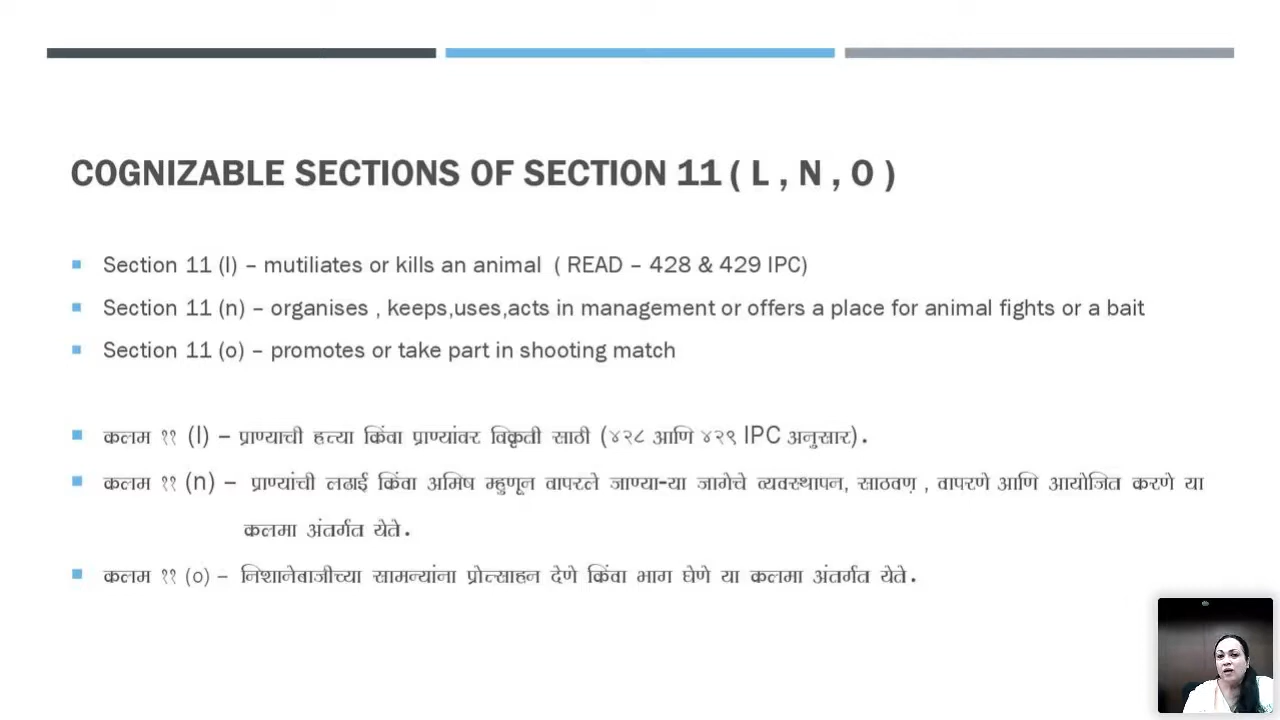 COGNIZABLE SECTIONS OF SECTION 11 ( L , N , O )
Section 11 (l) – mutiliates or kills an animal ( READ – 428 & 429 IPC)
Section 11 (n) – organises , keeps,uses,acts in management or offers a place for animal fights or a bait
Section 11 (o) – promotes or take part in shooting match
कलम ११ (l) – प्राण्याची हत्या किंवा प्राण्यांवर विकृती साठी (४२८ आणि ४२९ IPC अनुसार).
कलम ११ (n) – प्राण्यांची लढाई किंवा अमिष म्हुणून वापरले जाण्या-या जागेचे व्यवस्थापन, साठवण़ , वापरणे आणि आयोजित करणे या
कलमा अंतर्गत येते.
कलम ११ (o) – निशानेबाजीच्या सामन्यांना प्रोत्साहन देणे किंवा भाग घेणे या कलमा अंतर्गत येते.